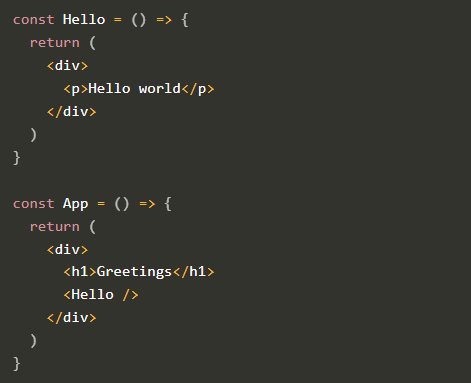 const Hello = () => {
  return (
    <div>
      <p>Hello world</p>
    </div>
  )
}

const App = () => {
  return (
    <div>
      <h1>Greetings</h1>
      <Hello />
    </div>
  )
}